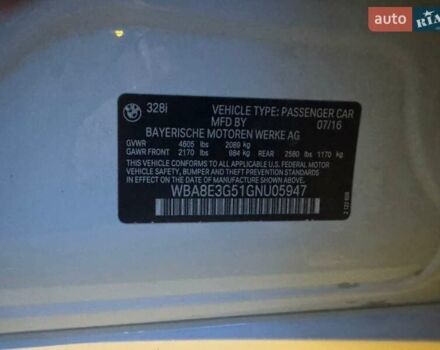 RIA
328i VEHICLE TYPE: PASSENGER CAR
MFD BY 07/16
BAYERISCHE MOTOREN WERKE AG
GVWR 4605 lbs 2089 kg
GAWR FRONT 2170 lbs 984 kg REAR 2580 lbs 1170 kg
THIS VEHICLE CONFORMS TO ALL APPLICABLE U.S. FEDERAL MOTOR
VEHICLE SAFETY, BUMPER AND THEFT PREVENTION STANDARDS
IN EFFECT ON THE DATE OF MANUFACTURE SHOWN ABOVE.
WBA8E3G51GNU05947